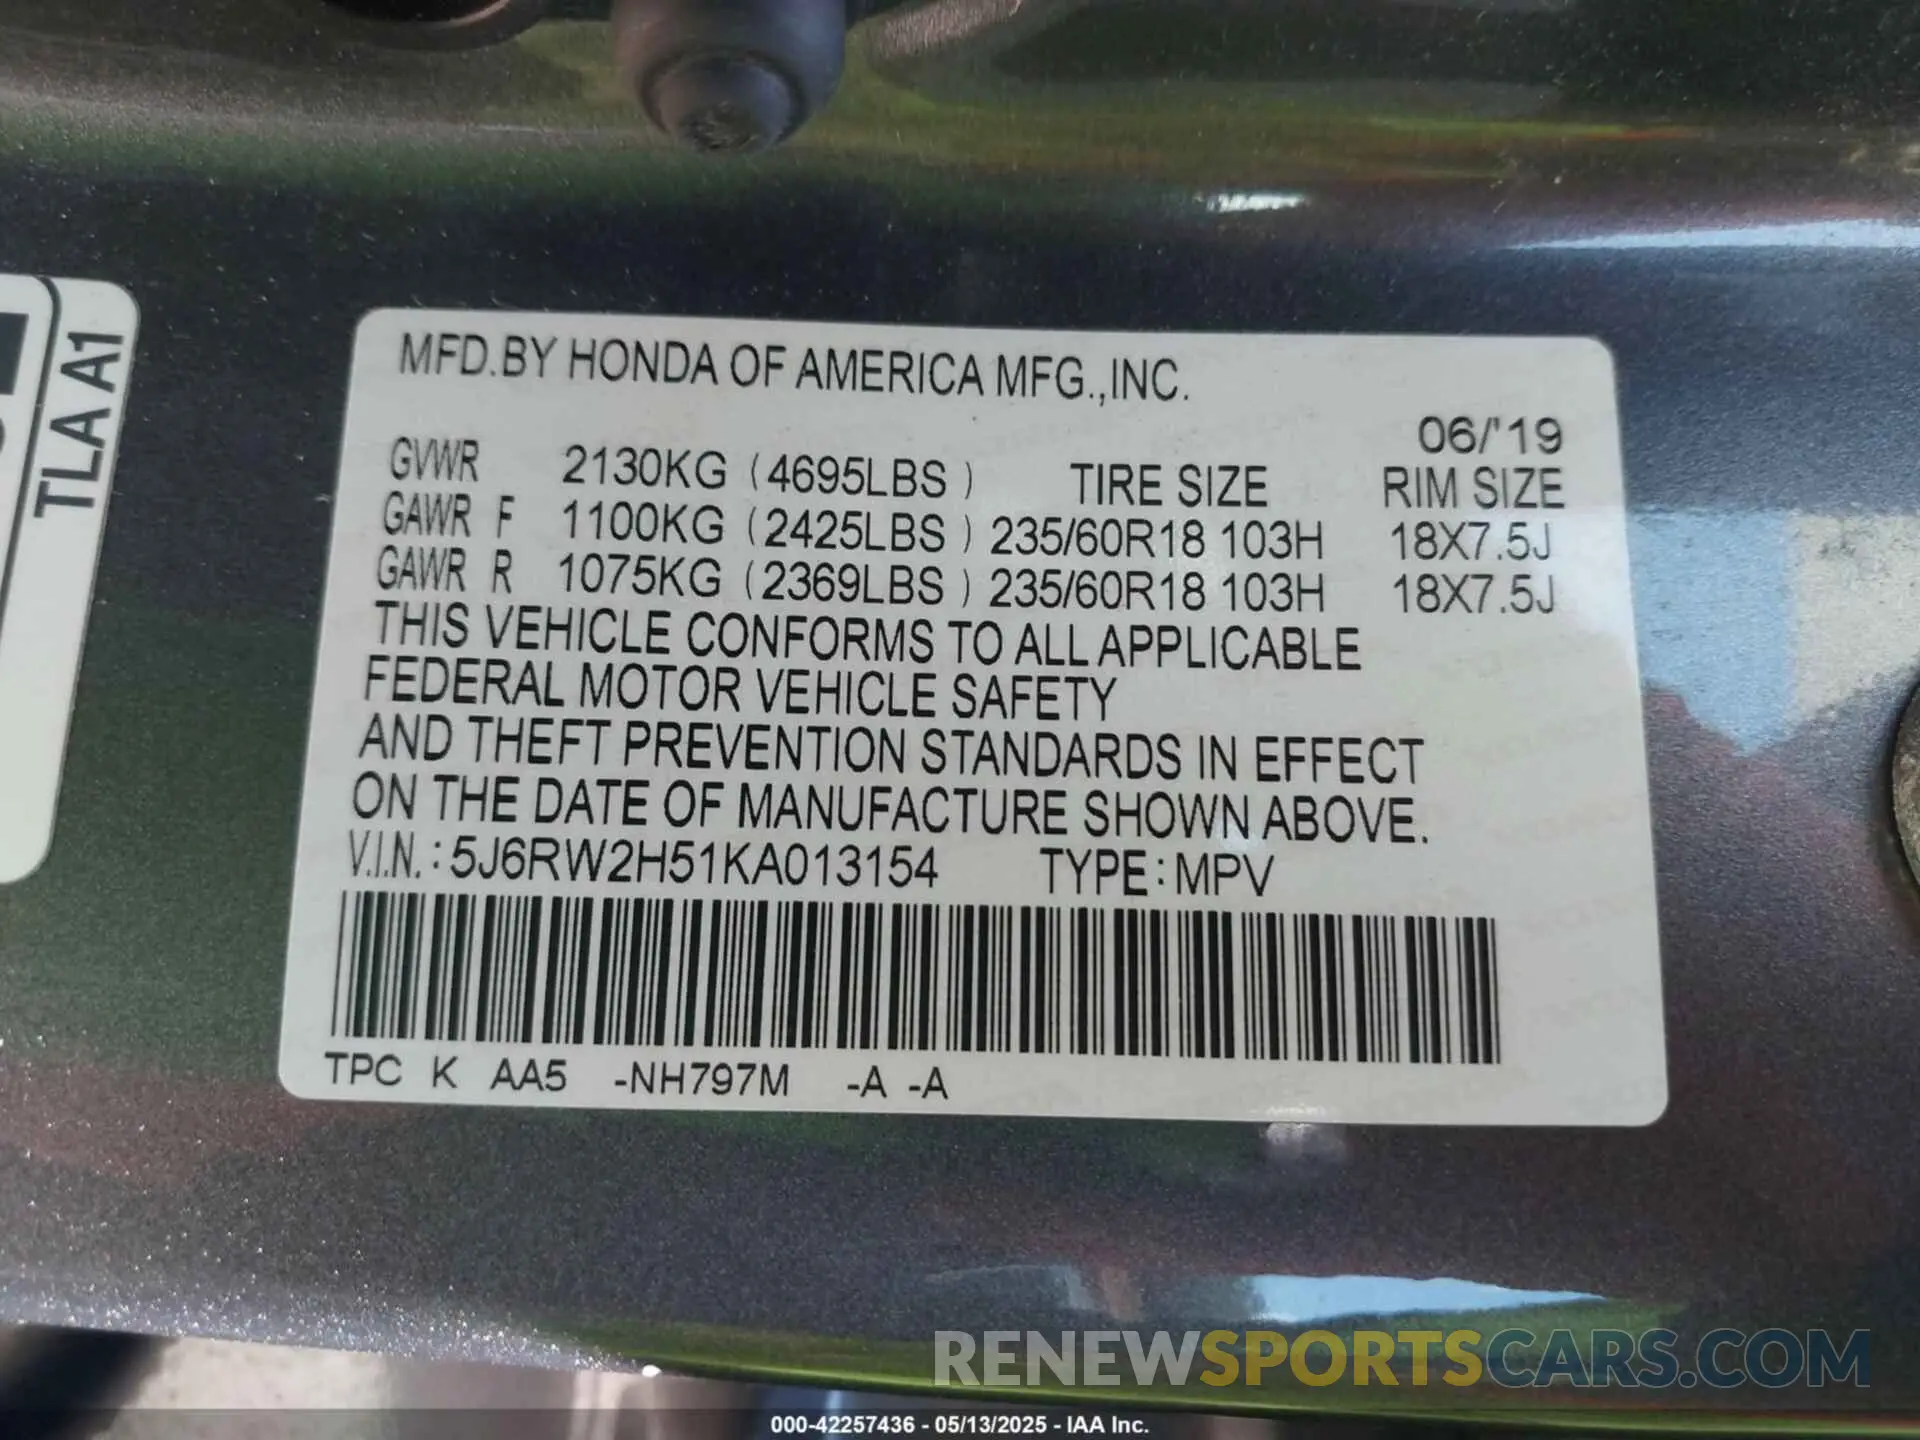 TLA A1
MFD.BY HONDA OF AMERICA MFG.,INC.
06/'19
GVWR 2130KG (4695LBS) TIRE SIZE RIM SIZE
GAWR F 1100KG (2425LBS) 235/60R18 103H 18X7.5J
GAWR R 1075KG (2369LBS) 235/60R18 103H 18X7.5J
THIS VEHICLE CONFORMS TO ALL APPLICABLE
FEDERAL MOTOR VEHICLE SAFETY
AND THEFT PREVENTION STANDARDS IN EFFECT
ON THE DATE OF MANUFACTURE SHOWN ABOVE.
V.I.N.: 5J6RW2H51KA013154 TYPE: MPV
TPC K AA5 -NH797M -A -A
RENEWSPORTSCARS.COM
000-42257436 - 05/13/2025 - IAA Inc.